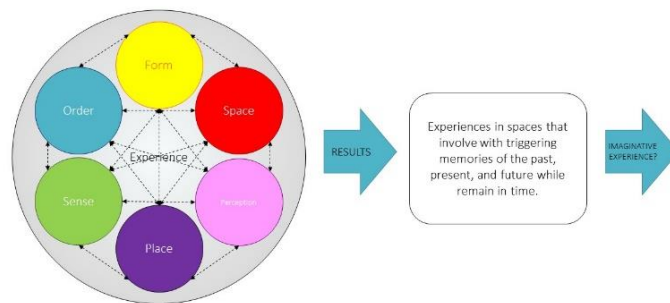 Form
Order
Space
Experience
Sense
Perception
Place
RESULTS
Experiences in spaces that
involve with triggering
memories of the past,
present, and future while
remain in time.
IMAGINATIVE
EXPERIENCE?